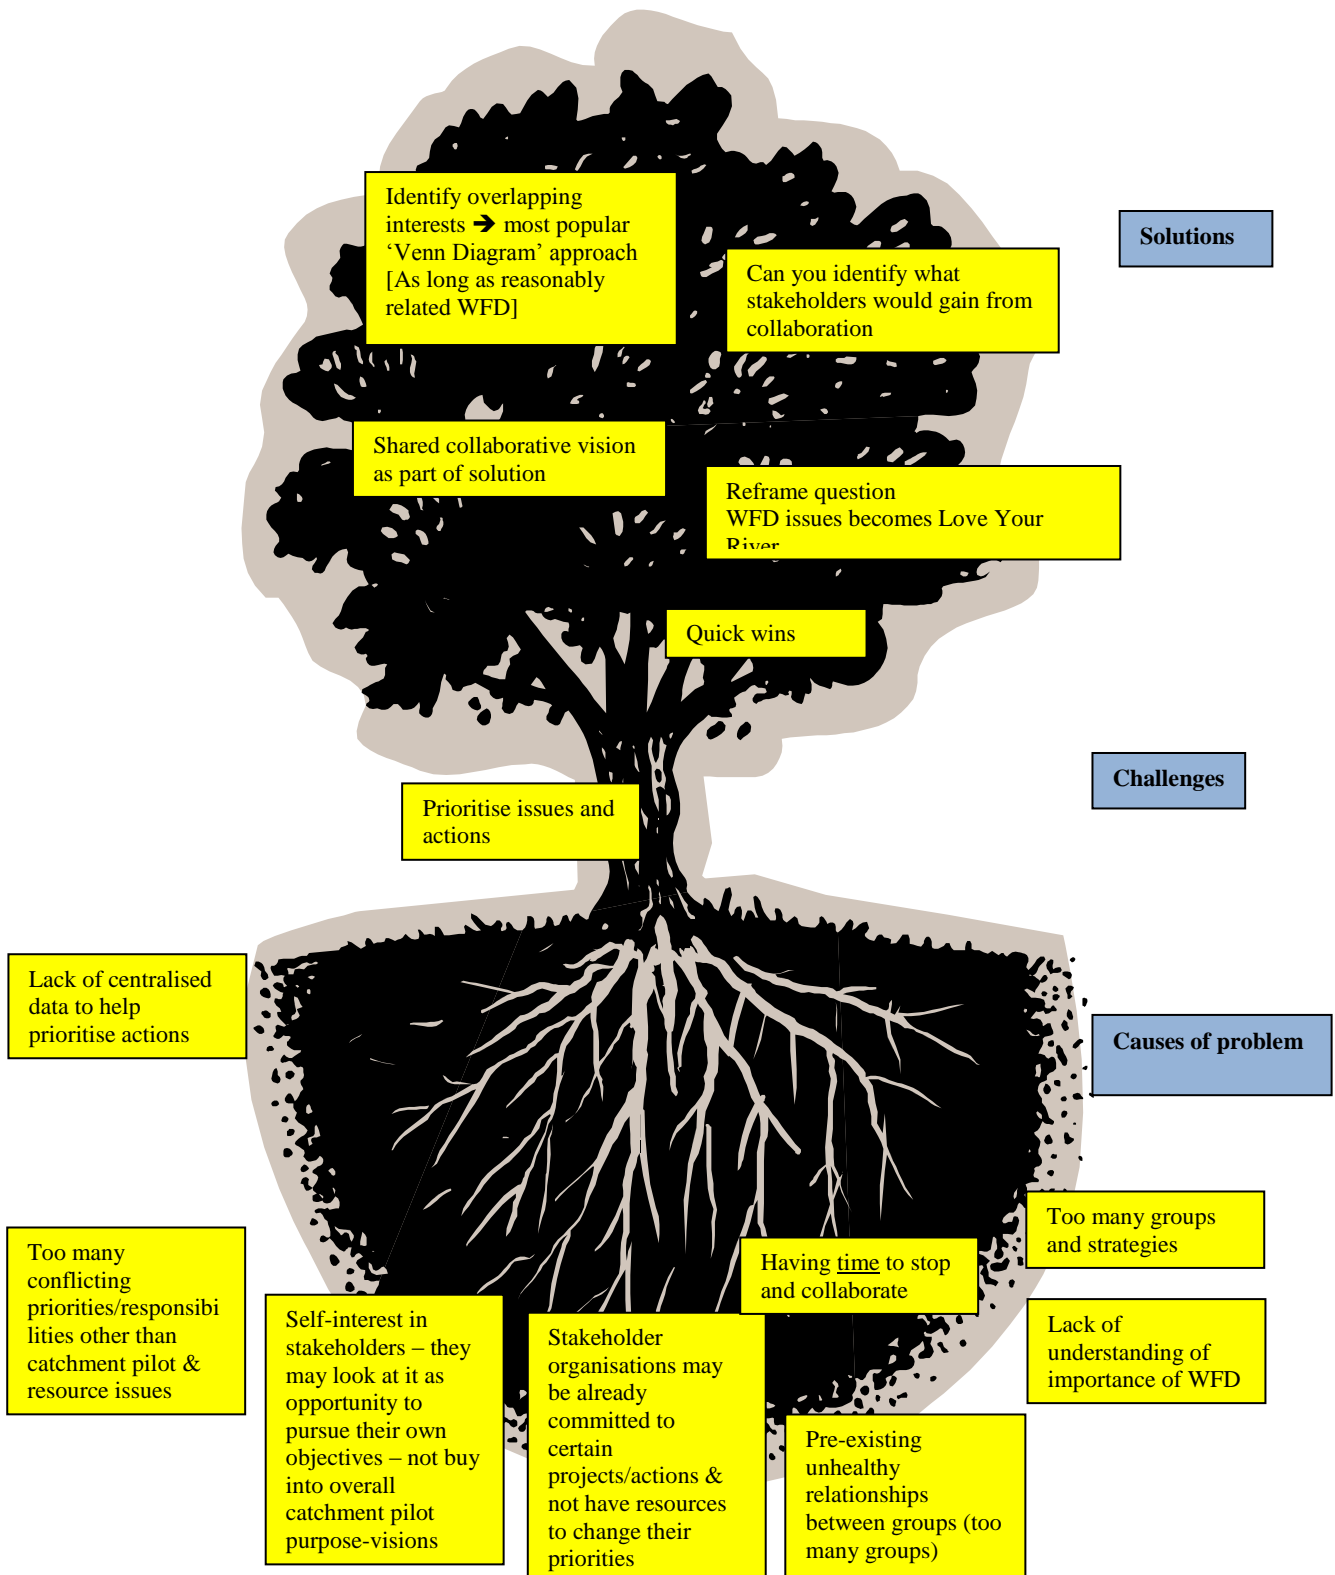 Identify overlapping
interests ➔ most popular
‘Venn Diagram’ approach
[As long as reasonably
related WFD]
Solutions
Can you identify what
stakeholders would gain from
collaboration
Shared collaborative vision
as part of solution
Reframe question
WFD issues becomes Love Your
River
Quick wins
Challenges
Prioritise issues and
actions
Lack of centralised
data to help
prioritise actions
Causes of problem
Too many groups
and strategies
Too many
conflicting
priorities/responsibi
lities other than
catchment pilot &
resource issues
Having time to stop
and collaborate
Self-interest in
stakeholders – they
may look at it as
opportunity to
pursue their own
objectives – not buy
into overall
catchment pilot
purpose-visions
Stakeholder
organisations may
be already
committed to
certain
projects/actions &
not have resources
to change their
priorities
Lack of
understanding of
importance of WFD
Pre-existing
unhealthy
relationships
between groups (too
many groups)